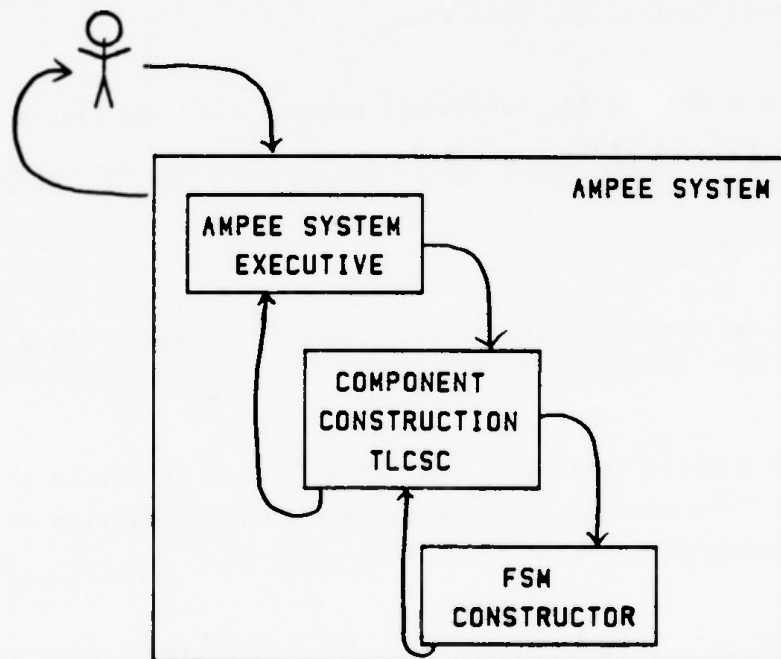 AMPEE SYSTEM
AMPEE SYSTEM
EXECUTIVE
COMPONENT
CONSTRUCTION
TLCSC
FSM
CONSTRUCTOR